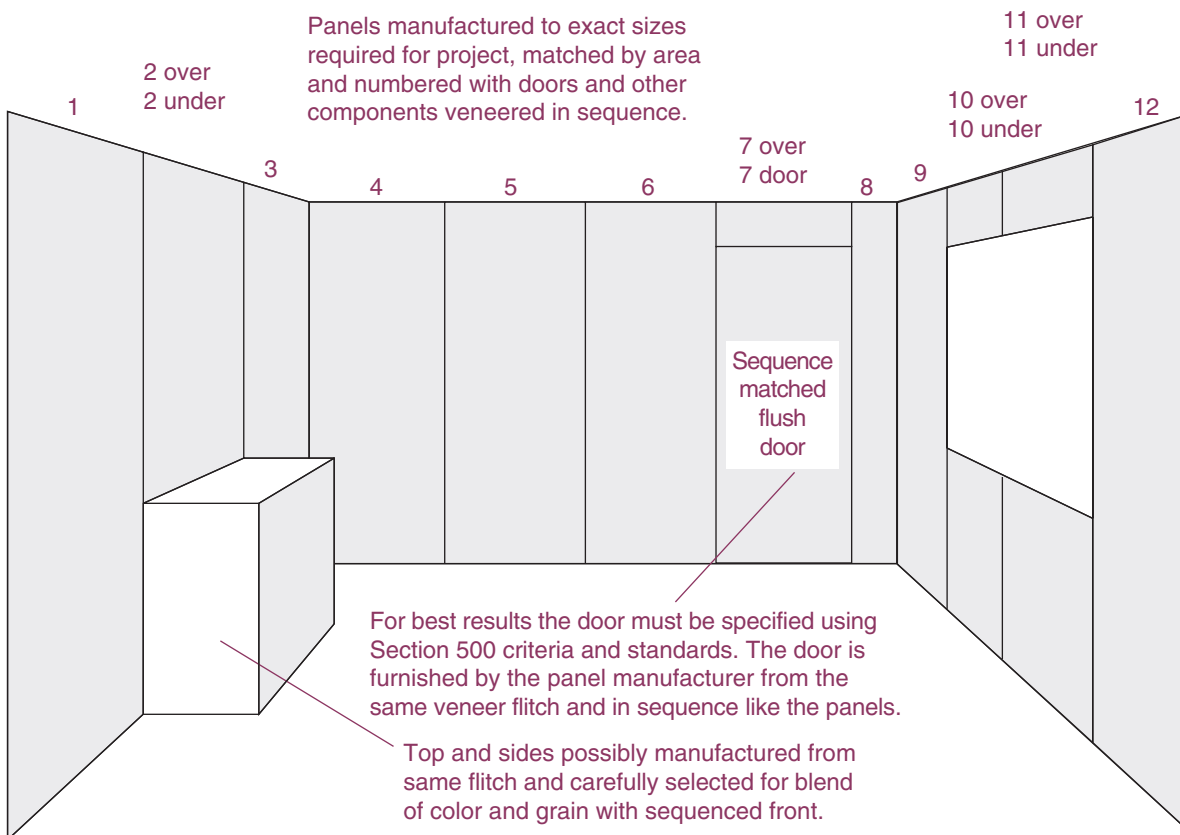 Panels manufactured to exact sizes
required for project, matched by area
and numbered with doors and other
components veneered in sequence.
1
2 over
2 under
3
4
5
6
7 over
7 door
8
9
10 over
10 under
11 over
11 under
12
Sequence
matched
flush
door
For best results the door must be specified using
Section 500 criteria and standards. The door is
furnished by the panel manufacturer from the
same veneer flitch and in sequence like the panels.
Top and sides possibly manufactured from
same flitch and carefully selected for blend
of color and grain with sequenced front.